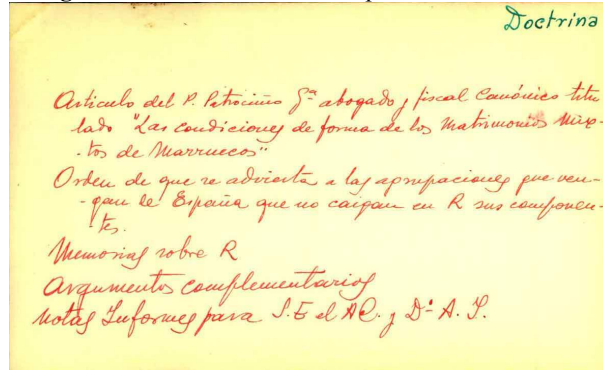 Doctrina
Articulo del P. Patrocinio Gª abogado y fiscal Canónico titu
lado "Las condiciones de forma de los Matrimonios Mix-
-tos de Marruecos".
Orden de que se advierta a las agrupaciones que ven-
-gan de España que no caigan en R sus componen-
tes.
Memorias sobre R
Argumentos complementarios
Notas Informes para S.E el AC. y Dº A. P.